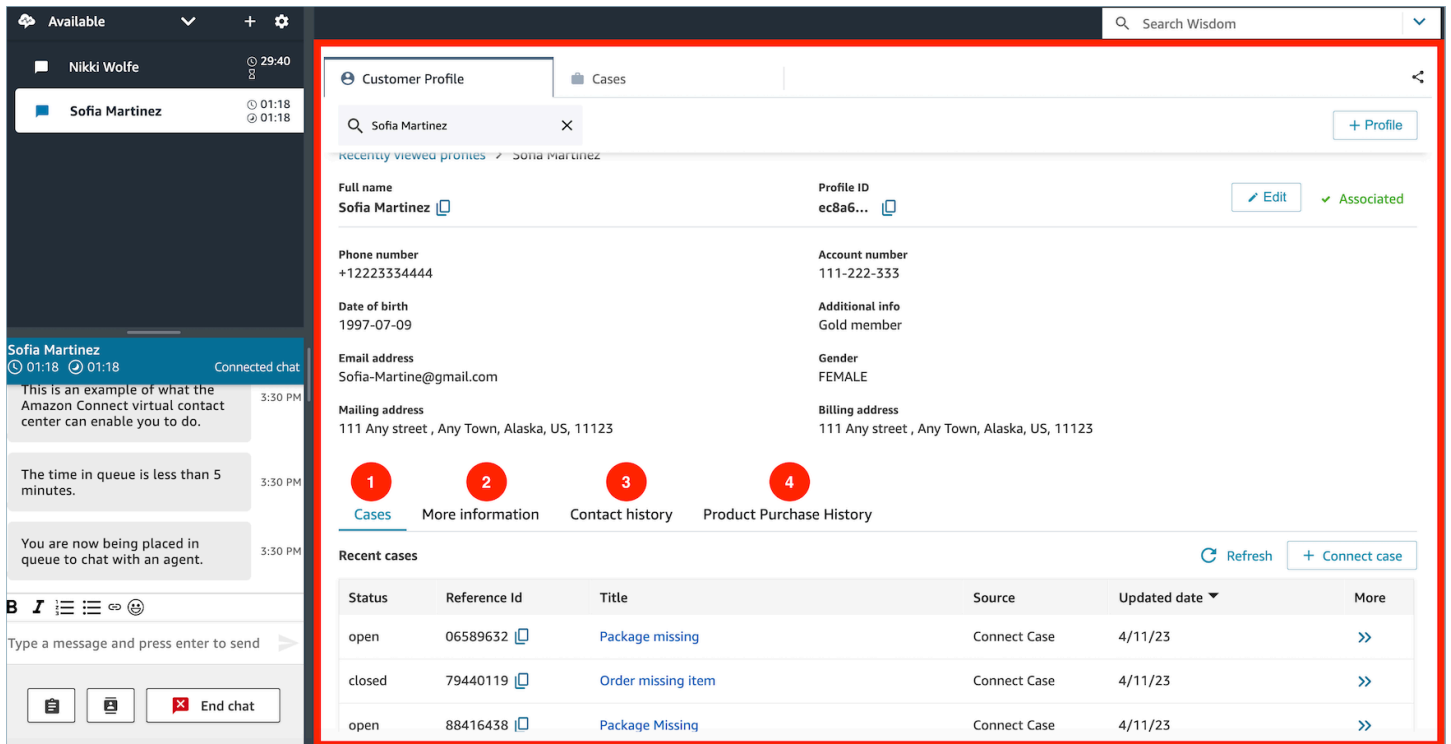 Available
Search Wisdom
Nikki Wolfe
29:40
Sofia Martinez
01:18
01:18
Customer Profile
Cases
Sofia Martinez
+ Profile
Recently viewed profiles
Sofia Martinez
Full name
Sofia Martinez
Profile ID
ec8a6...
Edit
Associated
Phone number
+12223334444
Account number
111-222-333
Date of birth
1997-07-09
Additional info
Gold member
Email address
Sofia-Martine@gmail.com
Gender
FEMALE
Mailing address
111 Any street , Any Town, Alaska, US, 11123
Billing address
111 Any street , Any Town, Alaska, US, 11123
1
2
3
4
Cases
More information
Contact history
Product Purchase History
Recent cases
Refresh
+ Connect case
Status Reference Id Title Source Updated date More
open 06589632 Package missing Connect Case 4/11/23
closed 79440119 Order missing item Connect Case 4/11/23
open 88416438 Package Missing Connect Case 4/11/23
Sofia Martinez
01:18 01:18 Connected chat
This is an example of what the
Amazon Connect virtual contact
center can enable you to do.
3:30 PM
The time in queue is less than 5
minutes.
3:30 PM
You are now being placed in
queue to chat with an agent.
3:30 PM
B I
Type a message and press enter to send
End chat